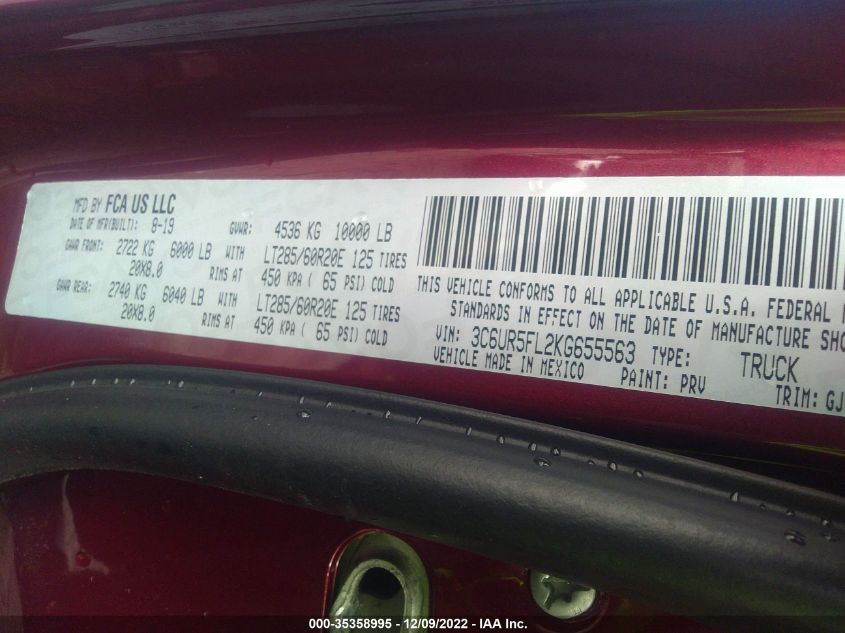 MFD BY FCA US LLC
DATE OF MFR(BUILT): 8-19 GVWR: 4536 KG 10000 LB
GAWR FRONT: 2722 KG 6000 LB WITH LT285/60R20E 125 TIRES
20X8.0 RIMS AT 450 KPA ( 65 PSI) COLD
GAWR REAR: 2740 KG 6040 LB WITH LT285/60R20E 125 TIRES
20X8.0 RIMS AT 450 KPA ( 65 PSI) COLD
THIS VEHICLE CONFORMS TO ALL APPLICABLE U.S.A. FEDERAL
STANDARDS IN EFFECT ON THE DATE OF MANUFACTURE SHO
VIN: 3C6UR5FL2KG655563 TYPE: TRUCK
VEHICLE MADE IN MEXICO PAINT: PRV TRIM: GJ
000-35358995 - 12/09/2022 - IAA Inc.